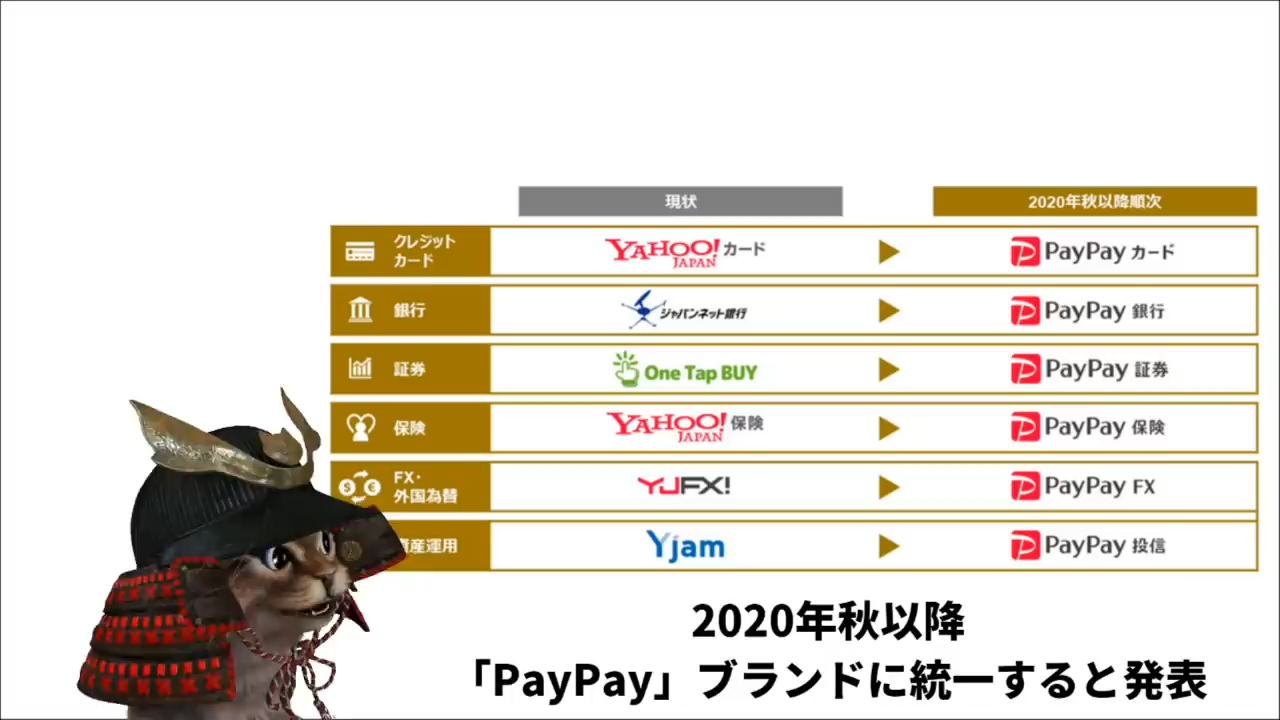 現状
2020年秋以降順次
クレジット
カード
YAHOO!
JAPAN
カード
PayPay カード
銀行
ジャパンネット銀行
PayPay 銀行
証券
One Tap BUY
PayPay 証券
保険
YAHOO!
JAPAN
保険
PayPay 保険
FX・
外国為替
YJFX!
PayPay FX
資産運用
Yjam
PayPay 投信
2020年秋以降
「PayPay」ブランドに統一すると発表